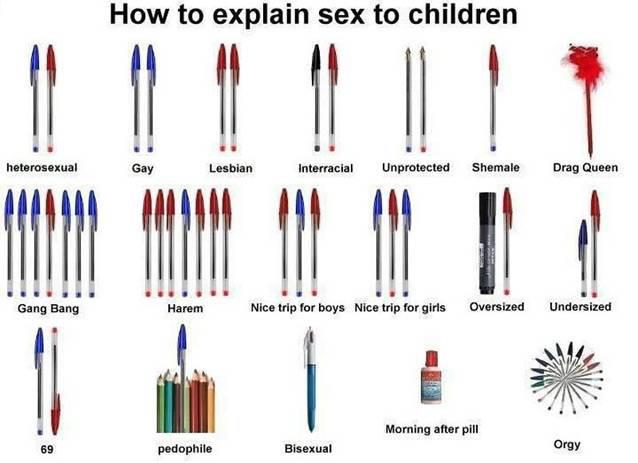 How to explain sex to children
heterosexual
Gay
Lesbian
Interracial
Unprotected
Shemale
Drag Queen
Gang Bang
Harem
Nice trip for boys
Nice trip for girls
Oversized
Undersized
69
pedophile
Bisexual
Morning after pill
Orgy